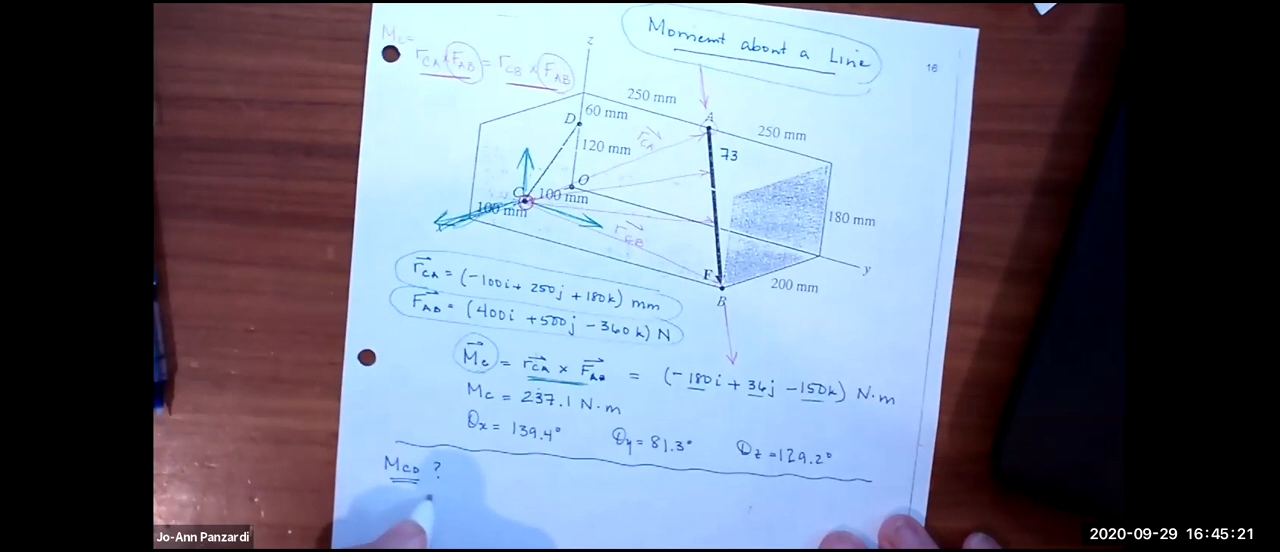 Moment about a Line
16
Mc =
rCA × FAB = rCB × FAB
z
250 mm
60 mm
A
D
250 mm
rCA
120 mm
73
O
C
100 mm
100 mm
180 mm
rCB
y
F
200 mm
B
rCA = (-100i + 250j + 180k) mm
FAB = (400i + 500j - 360k) N
Mc = rCA × FAB = (-180i + 36j - 150k) N·m
Mc = 237.1 N·m
θx = 139.4° θy = 81.3° θz = 129.2°
MCD ?
Jo-Ann Panzardi
2020-09-29 16:45:21